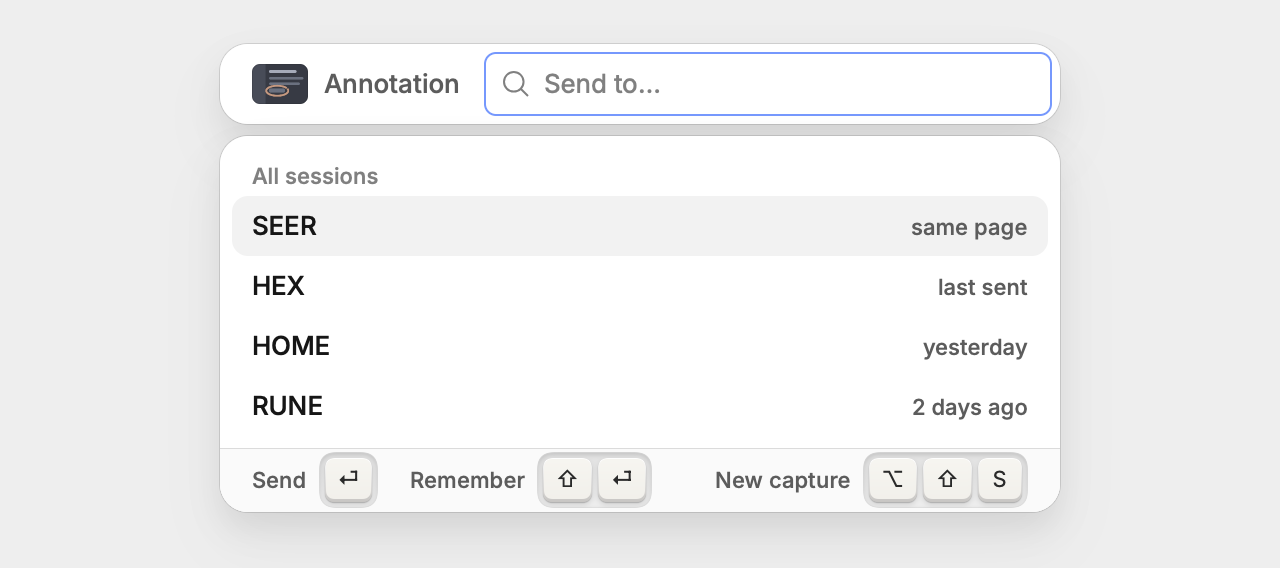 Annotation Send to...
All sessions
SEER same page
HEX last sent
HOME yesterday
RUNE 2 days ago
Send ↵ Remember ⇧ ↵ New capture ⌥ ⇧ S